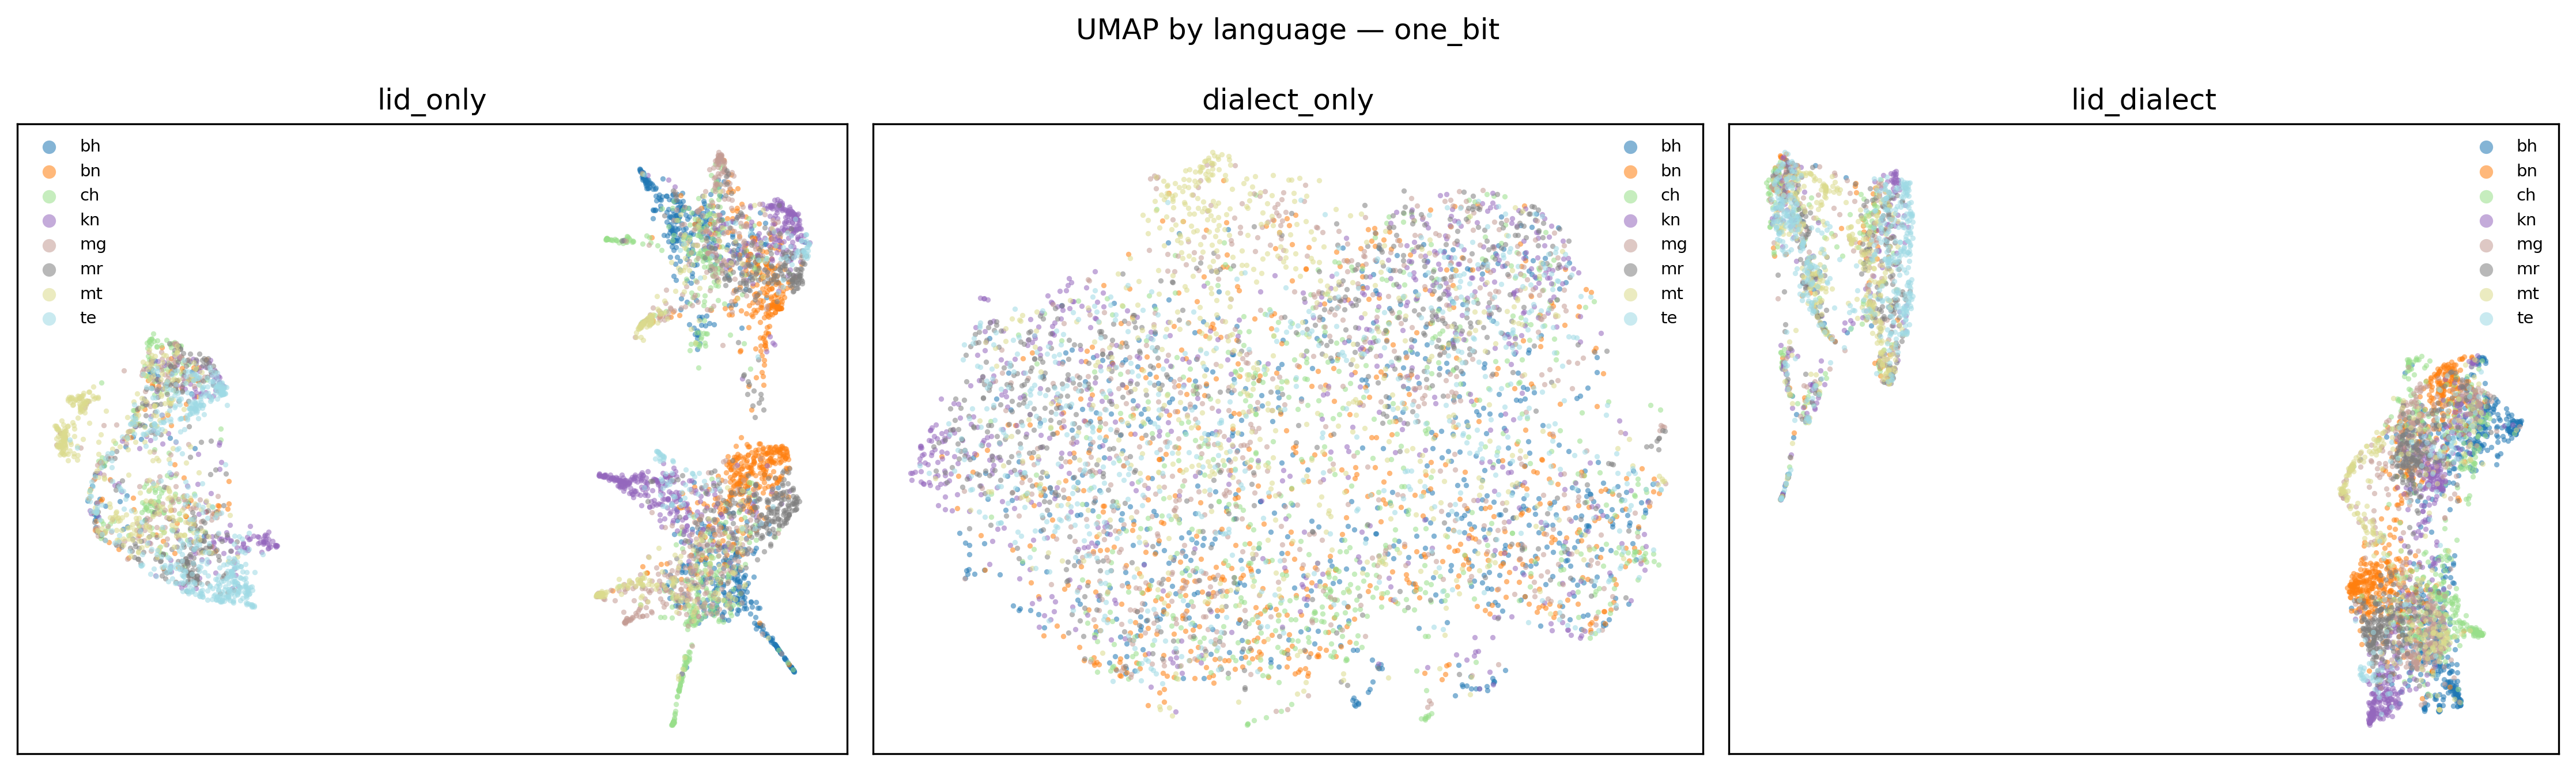 UMAP by language — one_bit
lid_only
bh
bn
ch
kn
mg
mr
mt
te
dialect_only
bh
bn
ch
kn
mg
mr
mt
te
lid_dialect
bh
bn
ch
kn
mg
mr
mt
te